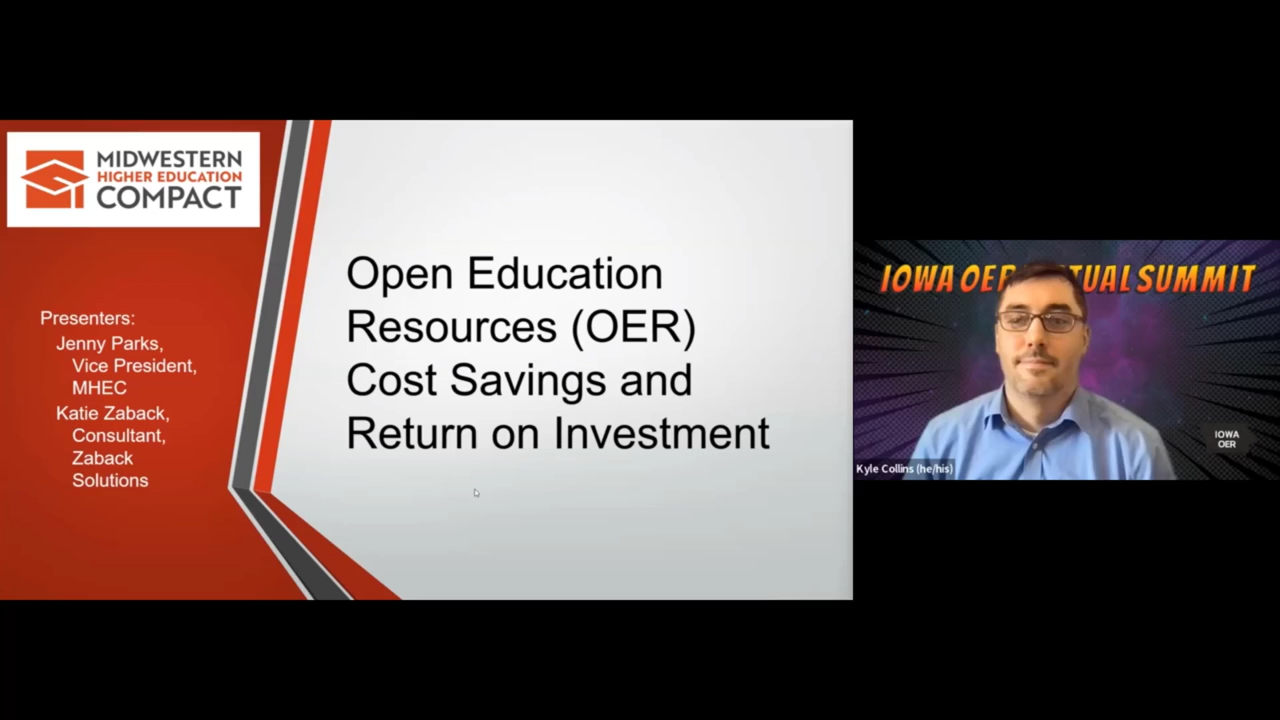 MIDWESTERN
HIGHER EDUCATION
COMPACT
Presenters:
Jenny Parks,
Vice President,
MHEC
Katie Zaback,
Consultant,
Zaback
Solutions
Open Education
Resources (OER)
Cost Savings and
Return on Investment
IOWA OER SUMMIT
IOWA
OER
Kyle Collins (he/his)